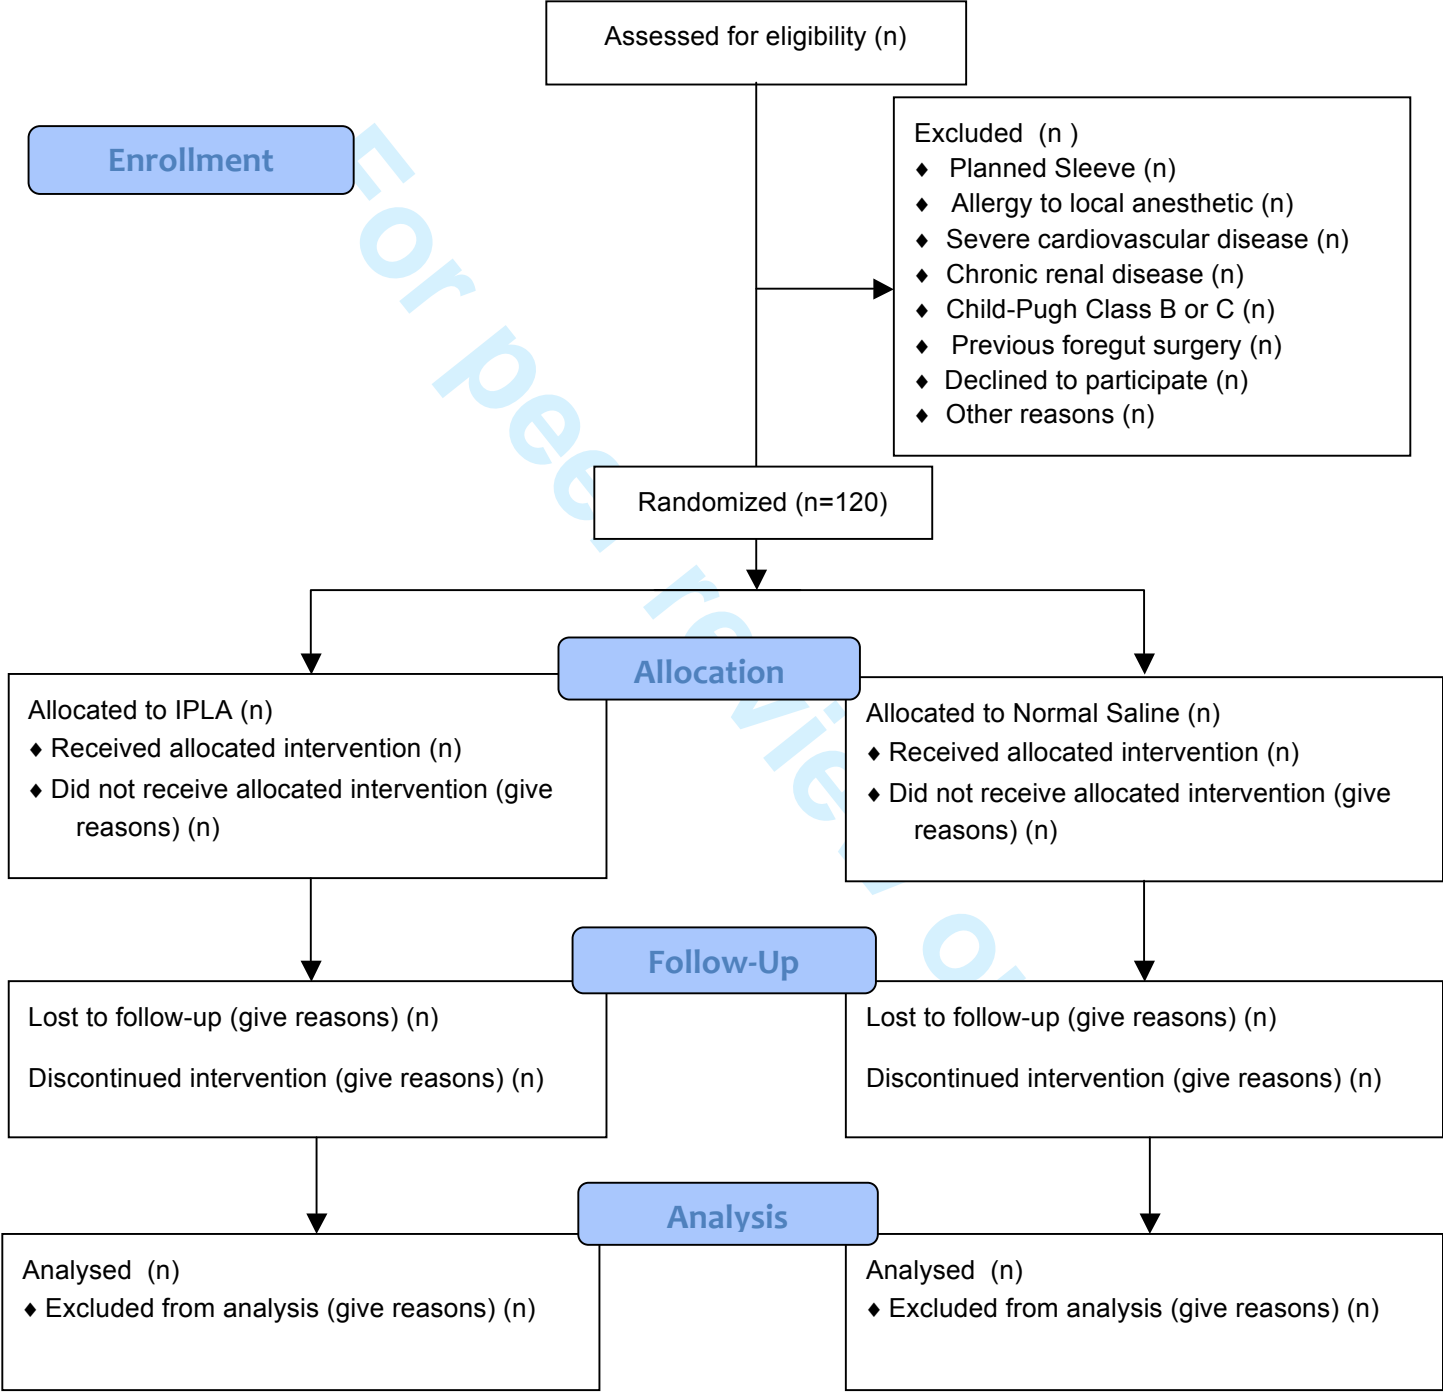 Assessed for eligibility (n)
Enrollment
Excluded (n )
♦ Planned Sleeve (n)
♦ Allergy to local anesthetic (n)
♦ Severe cardiovascular disease (n)
♦ Chronic renal disease (n)
♦ Child-Pugh Class B or C (n)
♦ Previous foregut surgery (n)
♦ Declined to participate (n)
♦ Other reasons (n)
Randomized (n=120)
Allocation
Allocated to IPLA (n)
♦ Received allocated intervention (n)
♦ Did not receive allocated intervention (give
reasons) (n)
Allocated to Normal Saline (n)
♦ Received allocated intervention (n)
♦ Did not receive allocated intervention (give
reasons) (n)
Follow-Up
Lost to follow-up (give reasons) (n)
Discontinued intervention (give reasons) (n)
Lost to follow-up (give reasons) (n)
Discontinued intervention (give reasons) (n)
Analysis
Analysed (n)
♦ Excluded from analysis (give reasons) (n)
Analysed (n)
♦ Excluded from analysis (give reasons) (n)
For peer review